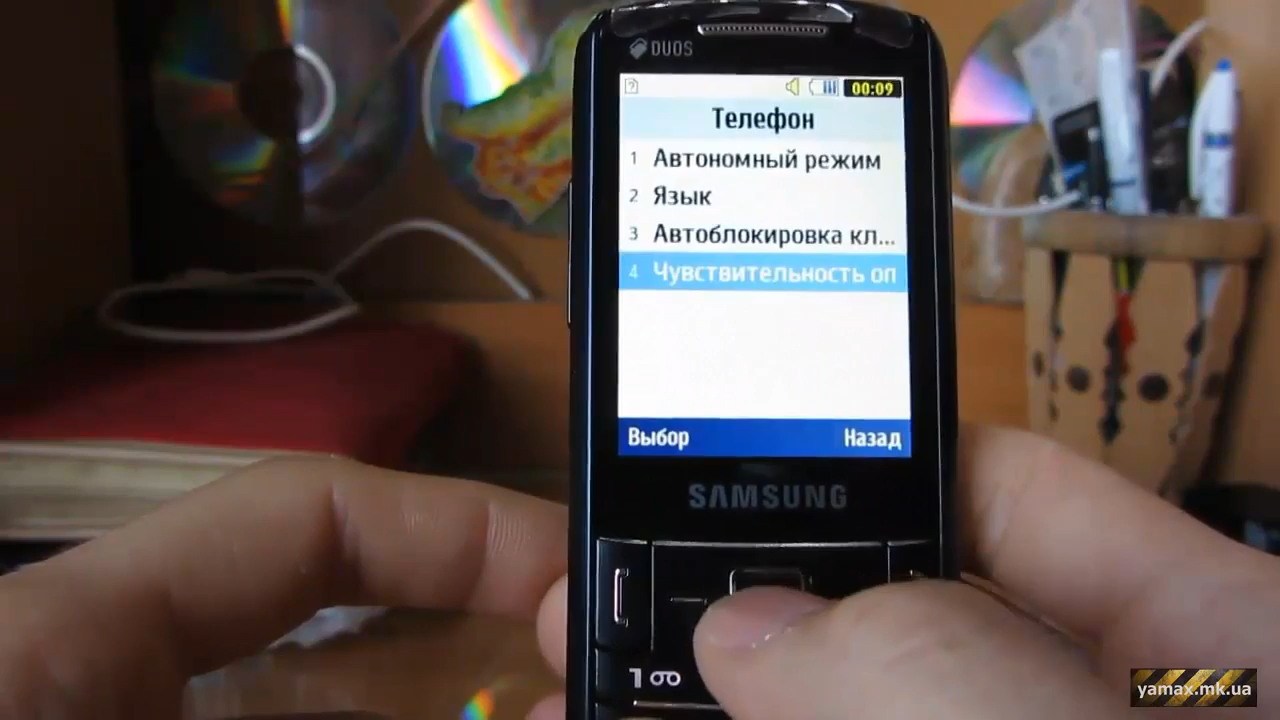 DUOS
00:09
Телефон
1 Автономный режим
2 Язык
3 Автоблокировка кл...
4 Чувствительность оп
Выбор Назад
SAMSUNG
1
yamax.mk.ua